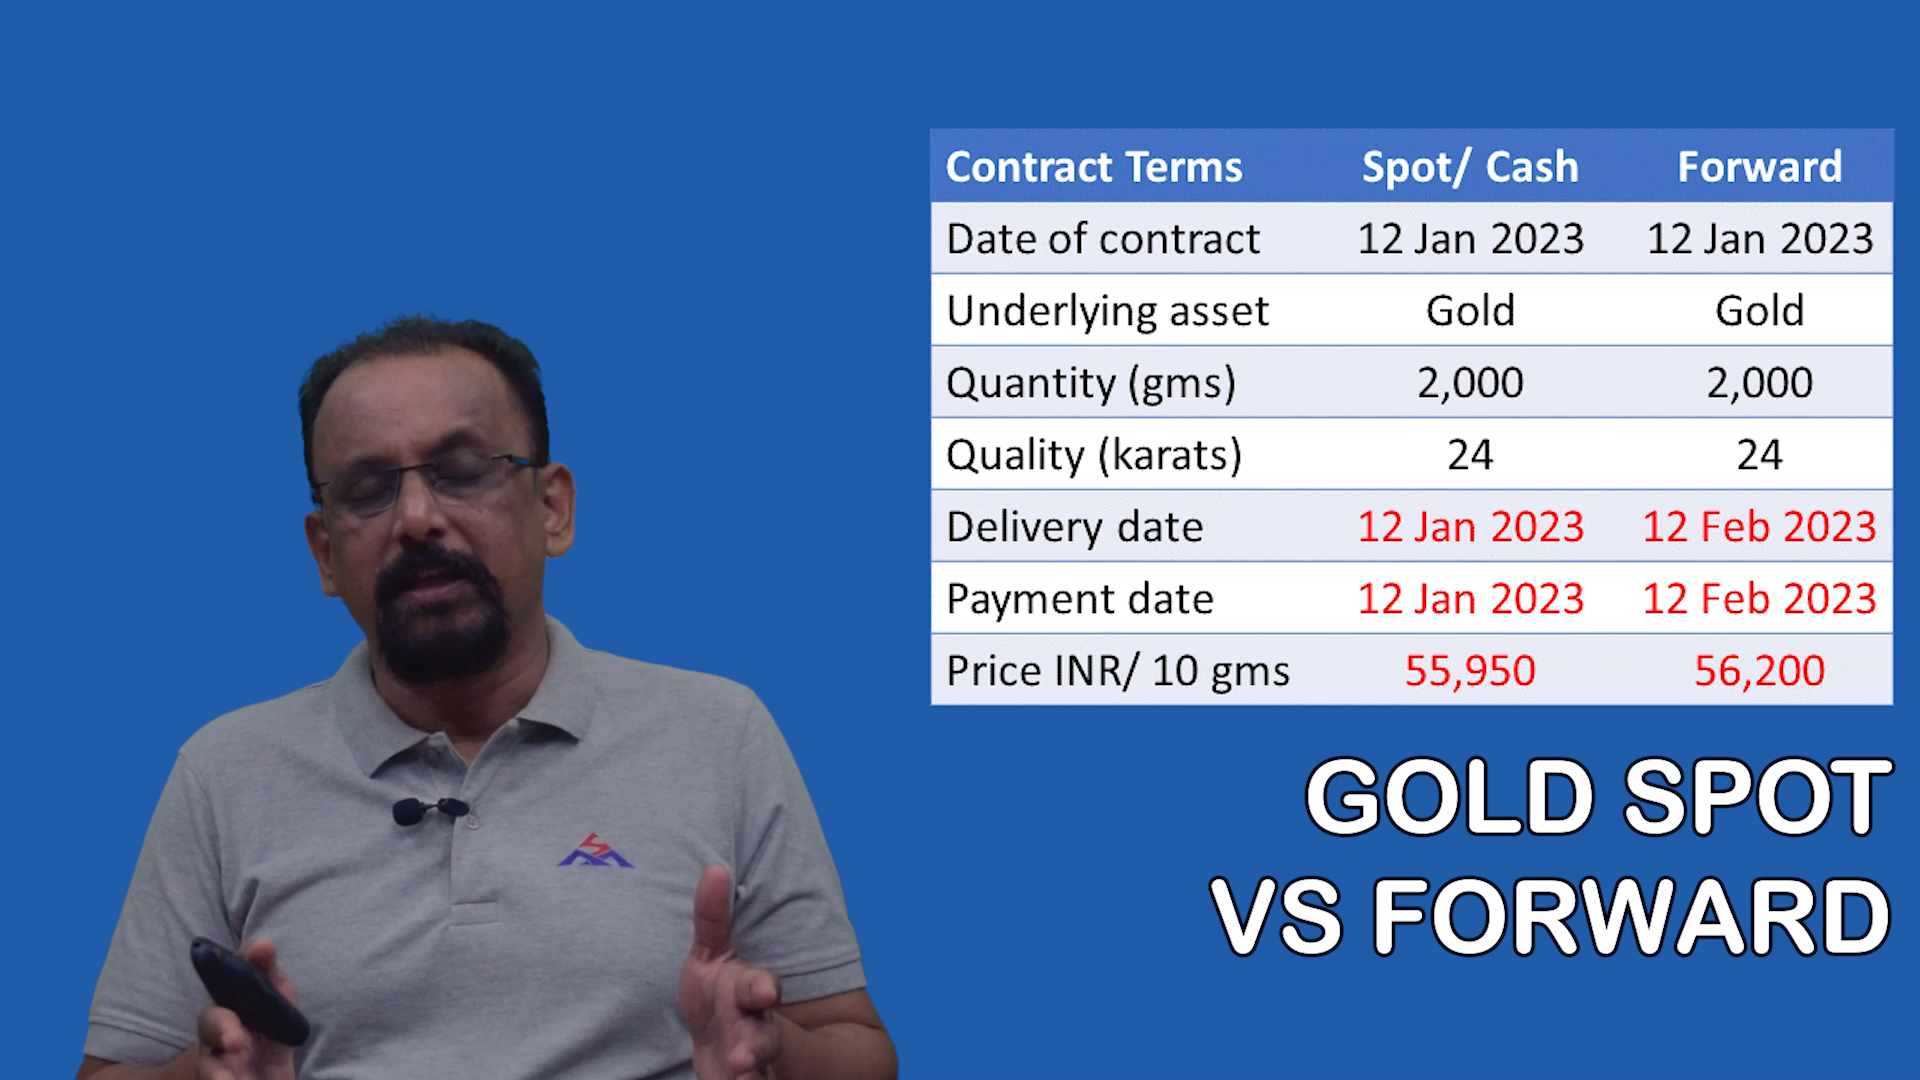 Contract Terms Spot/ Cash Forward
Date of contract 12 Jan 2023 12 Jan 2023
Underlying asset Gold Gold
Quantity (gms) 2,000 2,000
Quality (karats) 24 24
Delivery date 12 Jan 2023 12 Feb 2023
Payment date 12 Jan 2023 12 Feb 2023
Price INR/ 10 gms 55,950 56,200
GOLD SPOT
VS FORWARD